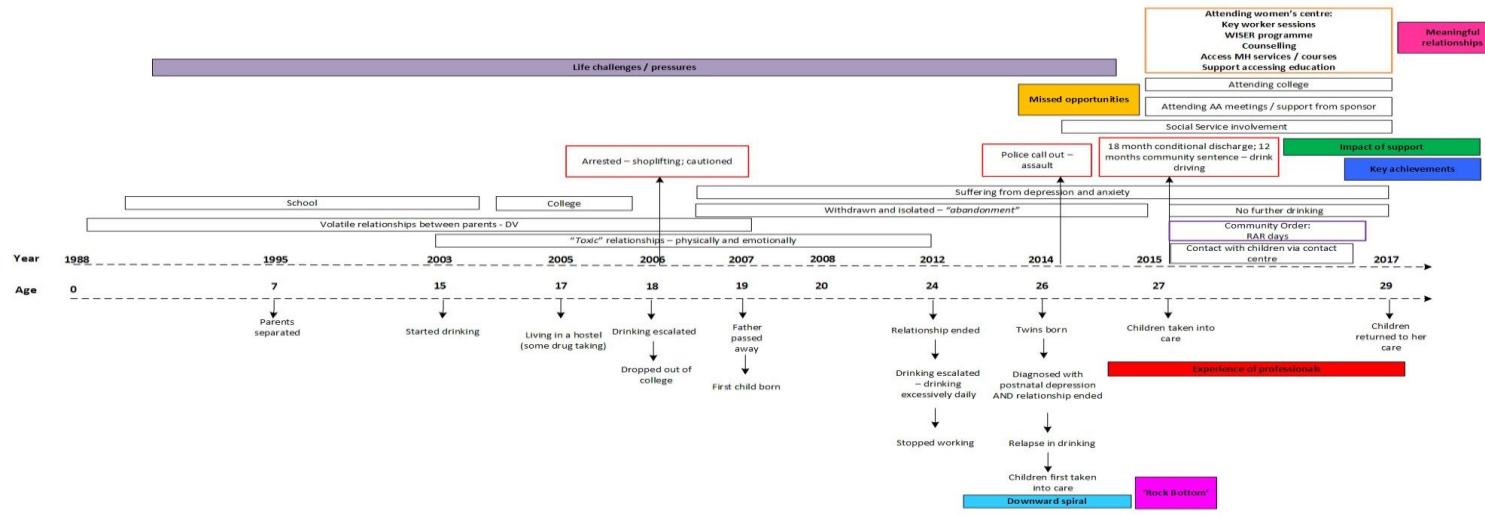 Attending women's centre:
Key worker sessions
WISER programme
Counselling
Access MH services / courses
Support accessing education
Meaningful
relationships
Life challenges / pressures
Missed opportunities
Attending college
Attending AA meetings / support from sponsor
Social Service involvement
Arrested – shoplifting; cautioned
Police call out –
assault
18 month conditional discharge; 12
months community sentence – drink
driving
Impact of support
Key achievements
Suffering from depression and anxiety
School
College
Withdrawn and isolated – "abandonment"
No further drinking
Volatile relationships between parents - DV
Community Order:
RAR days
"Toxic" relationships – physically and emotionally
Contact with children via contact
centre
Year 1988 1995 2003 2005 2006 2007 2008 2012 2014 2015 2017
Age 0 7 15 17 18 19 20 24 26 27 29
Parents
separated
Started drinking
Living in a hostel
(some drug taking)
Drinking escalated
Dropped out of
college
Father
passed
away
First child born
Relationship ended
Drinking escalated
– drinking
excessively daily
Stopped working
Twins born
Diagnosed with
postnatal depression
AND relationship ended
Relapse in drinking
Children first taken
into care
Children taken into
care
Children
returned to her
care
Experience of professionals
Downward spiral
'Rock Bottom'